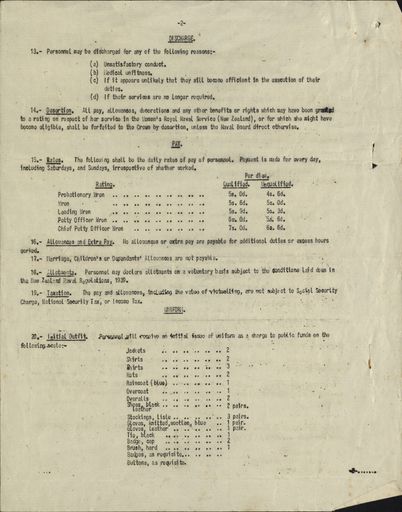 -2-
DISCHARGE.
13.- Personnel may be discharged for any of the following reasons:-
(a) Unsatisfactory conduct.
(b) Medical unfitness.
(c) If it appears unlikely that they will become efficient in the execution of their
duties.
(d) If their services are no longer required.
14.- Desertion. All pay, allowances, decorations and any other benefits or rights which may have been granted
to a rating on respect of her service in the Women's Royal Naval Service (New Zealand), or for which she might have
become eligible, shall be forfeited to the Crown by desertion, unless the Naval Board direct otherwise.
PAY.
15.- Rates. The following shall be the daily rates of pay of personnel. Payment is made for every day,
including Saturdays, and Sundays, irrespective of whether worked.
Per diem.
Rating. Qualified. Unqualified.
Probationary Wren .. .. .. .. .. .. .. .. 5s. 0d. 4s. 6d.
Wren .. .. .. .. .. .. .. .. 5s. 6d. 5s. 0d.
Leading Wren .. .. .. .. .. .. .. .. 5s. 9d. 5s. 3d.
Petty Officer Wren .. .. .. .. .. .. .. 6s. 0d. 5s. 6d.
Chief Petty Officer Wren .. .. .. .. .. .. 7s. 0d. 6s. 6d.
16.- Allowances and Extra Pay. No allowances or extra pay are payable for additional duties or excess hours
worked.
17.- Marriage, Children's or Dependants' Allowances are not payable.
18.- Allotments. Personnel may declare allotments on a voluntary basis subject to the conditions laid down in
the New Zealand Naval Regulations, 1939.
19.- Taxation. The pay and allowances, including the value of victualling, are not subject to Social Security
Charge, National Security Tax, or Income Tax.
UNIFORM.
20.- Initial Outfit. Personnel will receive an initial issue of uniform as a charge to public funds on the
following scale:-
Jackets .. .. .. .. .. .. 2
Skirts .. .. .. .. .. .. 2
Shirts .. .. .. .. .. .. 3
Hats .. .. .. .. .. .. 2
Raincoat (blue) .. .. .. .. .. 1
Overcoat .. .. .. .. .. .. 1
Overalls .. .. .. .. .. .. 2
Shoes, black leather .. .. .. .. .. 2 pairs.
Stockings, lisle .. .. .. .. .. 3 pairs.
Gloves, knitted, woollen, blue .. .. 1 pair.
Gloves, leather .. .. .. .. .. 1 pair.
Tie, black .. .. .. .. .. 1
Badge, cap .. .. .. .. .. 2
Brush, hard .. .. .. .. .. 1
Badges, as requisite.. .. .. ..
Buttons, as requisite.